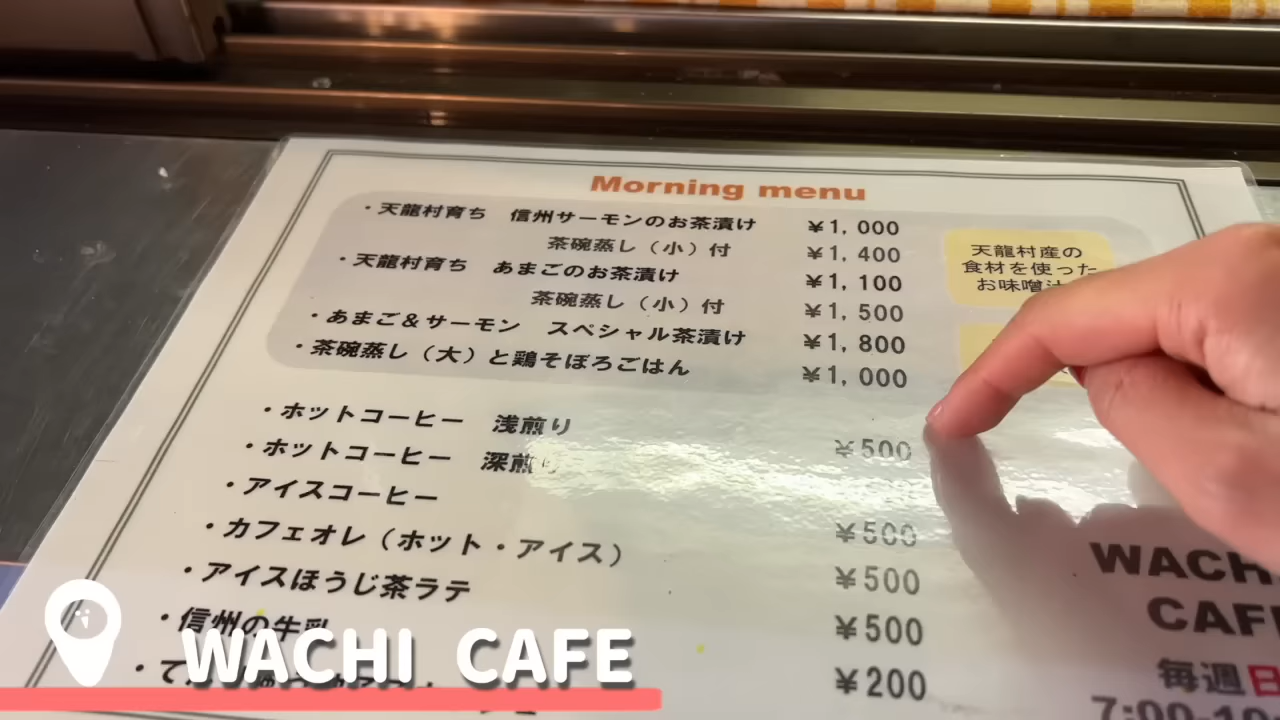 Morning menu
・天龍村育ち 信州サーモンのお茶漬け ¥1,000
茶碗蒸し（小）付 ¥1,400
・天龍村育ち あまごのお茶漬け ¥1,100
茶碗蒸し（小）付 ¥1,500
・あまご＆サーモン スペシャル茶漬け ¥1,800
・茶碗蒸し（大）と鶏そぼろごはん ¥1,000
天龍村産の
食材を使った
お味噌汁
・ホットコーヒー 浅煎り ¥500
・ホットコーヒー 深煎り
・アイスコーヒー ¥500
・カフェオレ（ホット・アイス） ¥500
・アイスほうじ茶ラテ ¥500
・信州の牛乳 ¥200
WACHI
CAFE
毎週日
7:00-10
WACHI CAFE